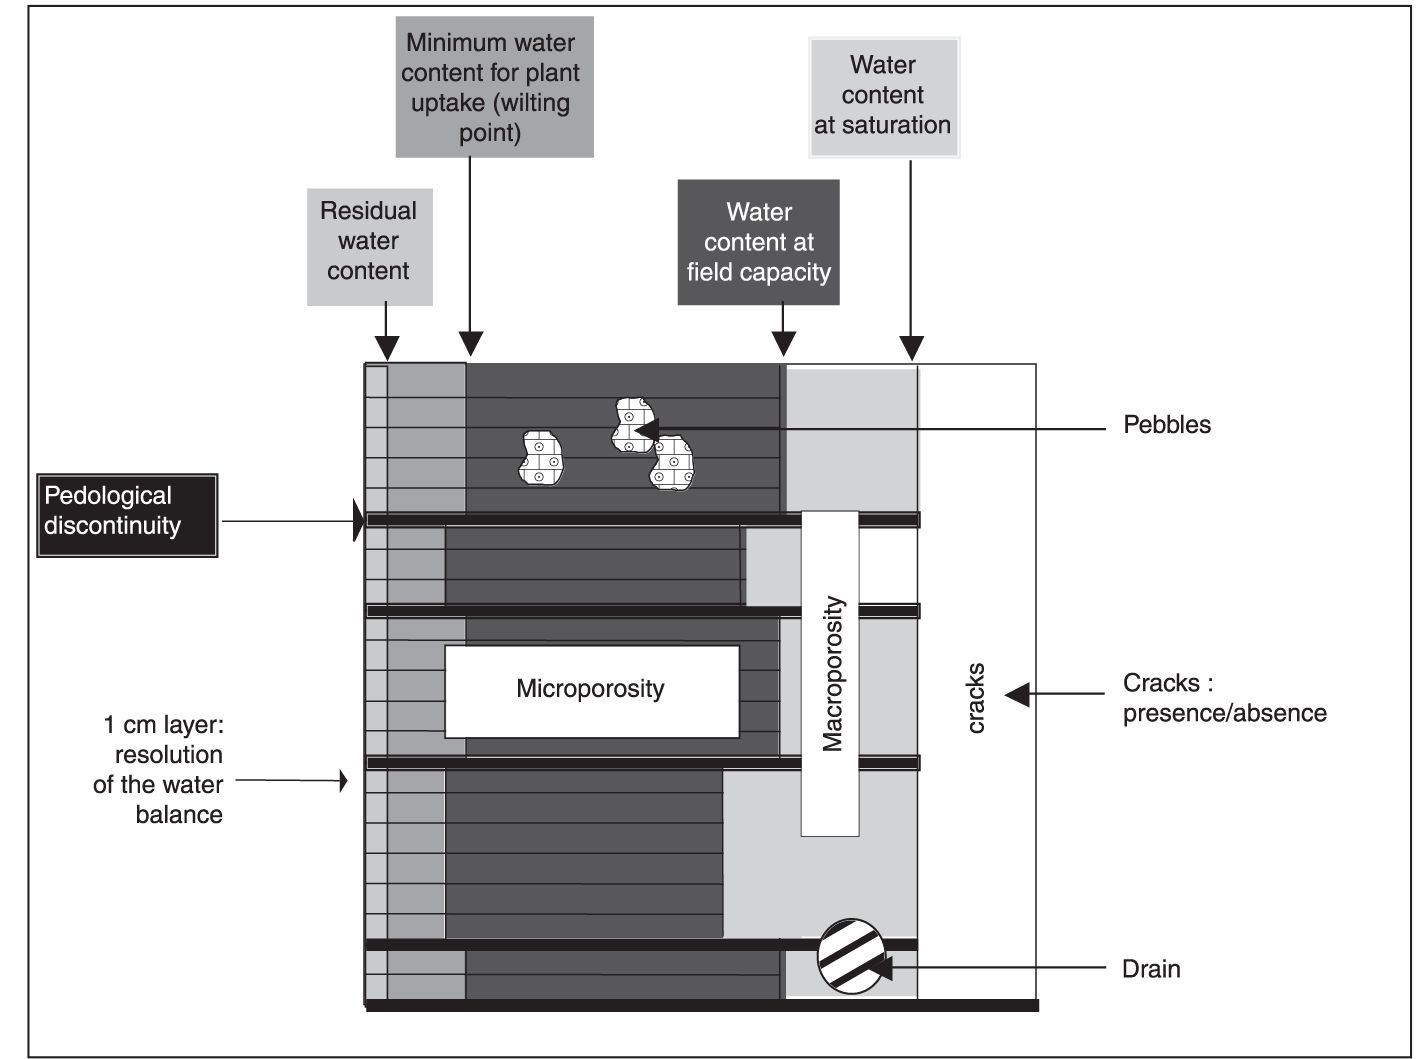 Minimum water
content for plant
uptake (wilting
point)
Water
content
at saturation
Residual
water
content
Water
content at
field capacity
Pebbles
Pedological
discontinuity
Macroporosity
Microporosity
cracks
Cracks :
presence/absence
1 cm layer:
resolution
of the water
balance
Drain